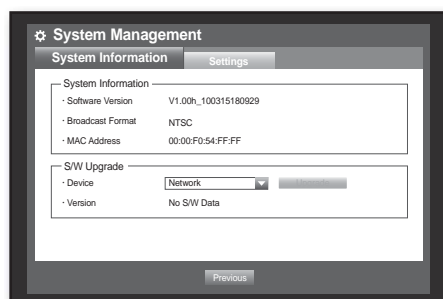 System Management
System Information Settings
System Information
· Software Version V1.00h_100315180929
· Broadcast Format NTSC
· MAC Address 00:00:F0:54:FF:FF
S/W Upgrade
· Device Network Upgrade
· Version No S/W Data
Previous